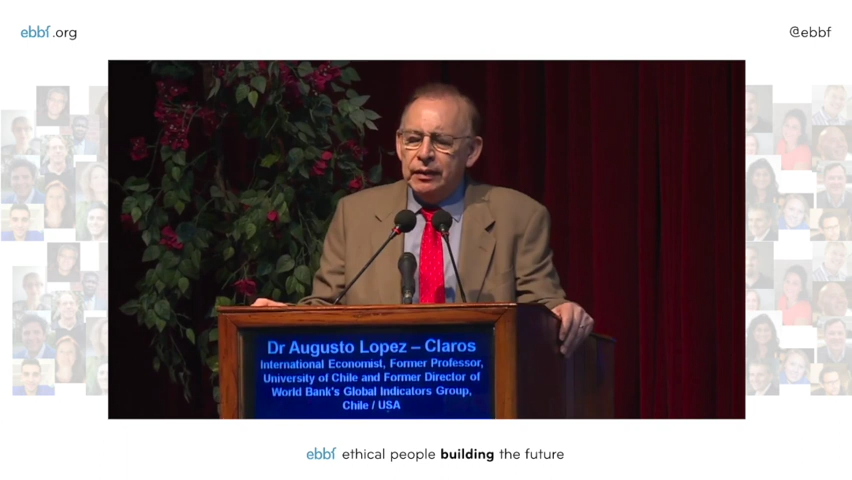 ebbf.org
@ebbf
Dr Augusto Lopez – Claros
International Economist, Former Professor,
University of Chile and Former Director of
World Bank's Global Indicators Group,
Chile / USA
ebbf ethical people building the future